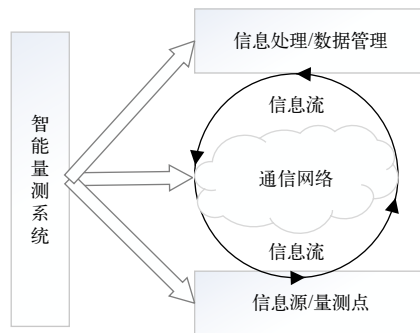 信息处理/数据管理
信息流
智能量测系统
通信网络
信息流
信息源/量测点